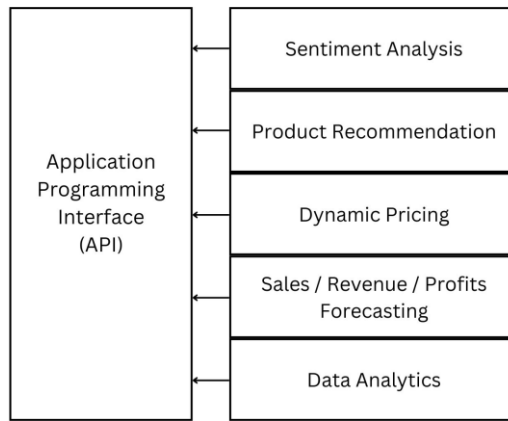 Application
Programming
Interface
(API)
Sentiment Analysis
Product Recommendation
Dynamic Pricing
Sales / Revenue / Profits
Forecasting
Data Analytics